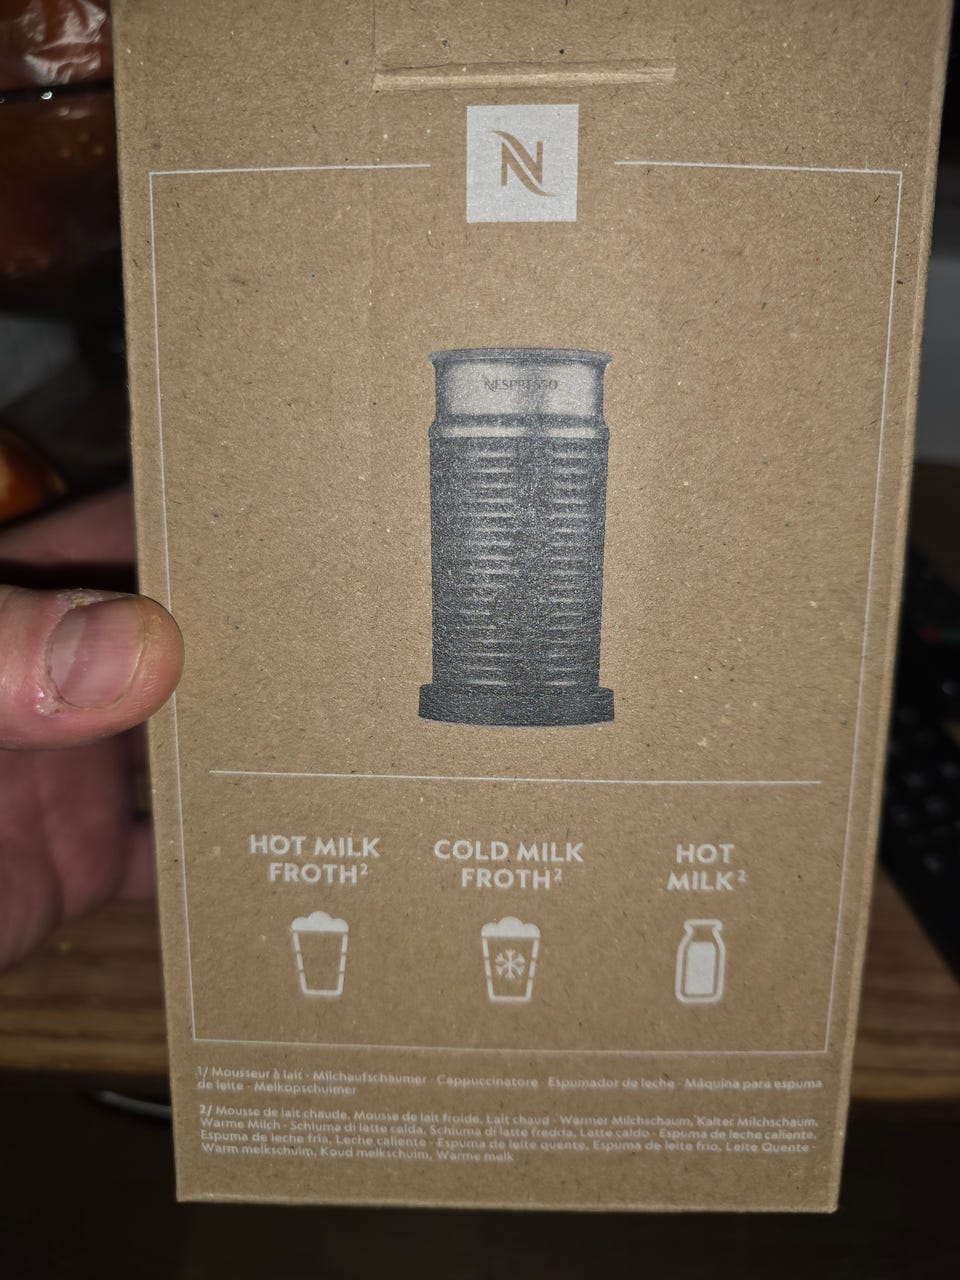 N
NESPRESSO
HOT MILK
FROTH²
COLD MILK
FROTH²
HOT
MILK²
1/ Mousseur à lait · Milchaufschäumer · Cappuccinatore · Espumador de leche · Máquina para espuma
de leite · Melkopschuimer
2/ Mousse de lait chaude, Mousse de lait froide, Lait chaud · Warmer Milchschaum, Kalter Milchschaum,
Warme Milch · Schiuma di latte calda, Schiuma di latte fredda, Latte caldo · Espuma de leche caliente,
Espuma de leche fría, Leche caliente · Espuma de leite quente, Espuma de leite frio, Leite Quente ·
Warm melkschuim, Koud melkschuim, Warme melk